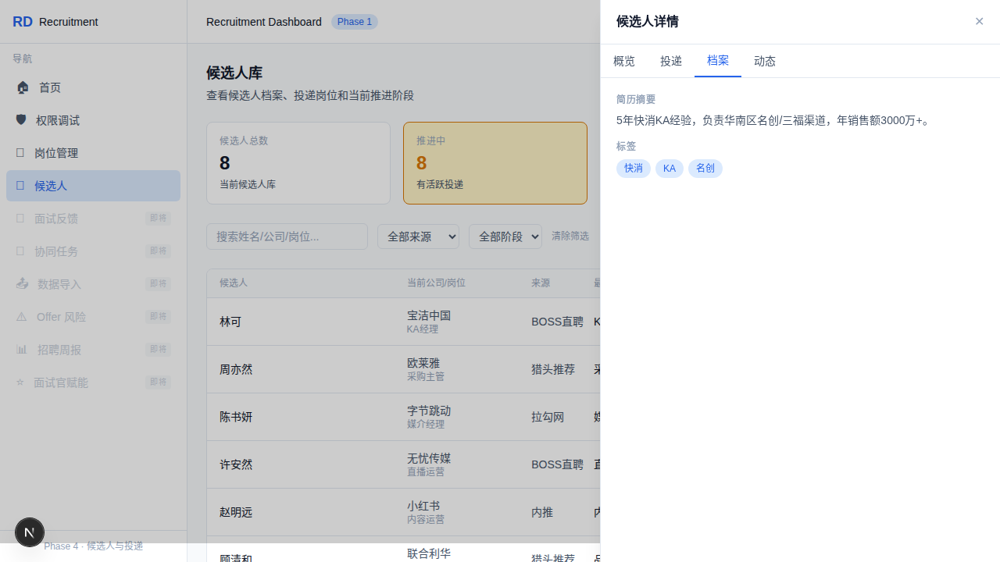 RD Recruitment
导航
首页
权限调试
岗位管理
候选人
面试反馈 即将
协同任务 即将
数据导入 即将
Offer 风险 即将
招聘周报 即将
面试官赋能 即将
Phase 4 · 候选人与投递
Recruitment Dashboard Phase 1
候选人库
查看候选人档案、投递岗位和当前推进阶段
候选人总数
8
当前候选人库
推进中
8
有活跃投递
搜索姓名/公司/岗位... 全部来源 全部阶段 清除筛选
候选人 当前公司/岗位 来源
林可 宝洁中国 BOSS直聘
KA经理
周亦然 欧莱雅 猎头推荐
采购主管
陈书妍 字节跳动 拉勾网
媒介经理
许安然 无忧传媒 BOSS直聘
直播运营
赵明远 小红书 内推
内容运营
顾清和 联合利华 猎头推荐
候选人详情 ×
概览 投递 档案 动态
简历摘要
5年快消KA经验，负责华南区名创/三福渠道，年销售额3000万+。
标签
快消 KA 名创